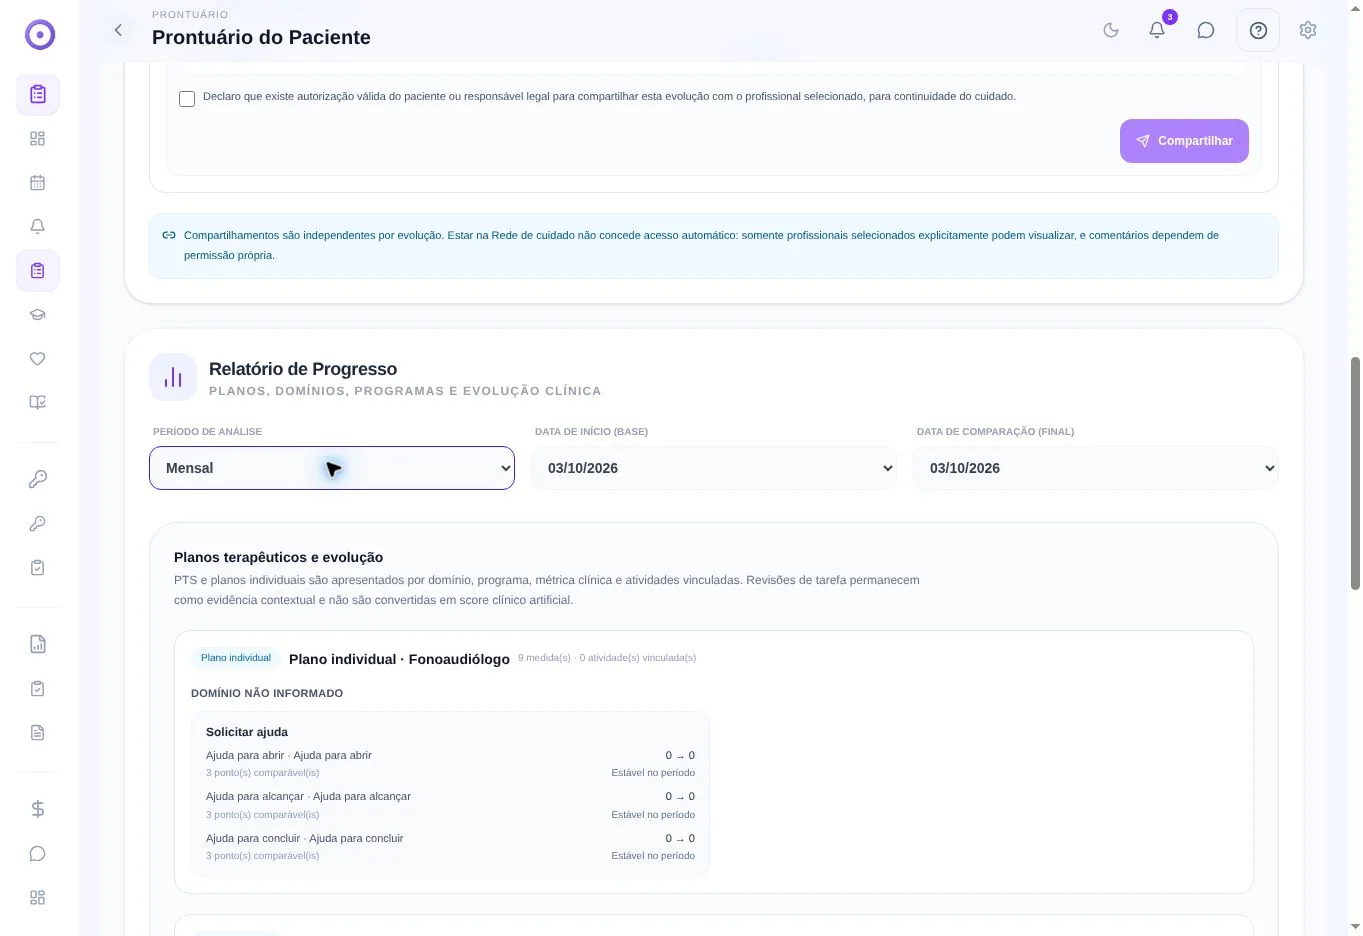 PRONTUÁRIO
Prontuário do Paciente
3
Declaro que existe autorização válida do paciente ou responsável legal para compartilhar esta evolução com o profissional selecionado, para continuidade do cuidado.
Compartilhar
Compartilhamentos são independentes por evolução. Estar na Rede de cuidado não concede acesso automático: somente profissionais selecionados explicitamente podem visualizar, e comentários dependem de
permissão própria.
Relatório de Progresso
PLANOS, DOMÍNIOS, PROGRAMAS E EVOLUÇÃO CLÍNICA
PERÍODO DE ANÁLISE
DATA DE INÍCIO (BASE)
DATA DE COMPARAÇÃO (FINAL)
Mensal
03/10/2026
03/10/2026
Planos terapêuticos e evolução
PTS e planos individuais são apresentados por domínio, programa, métrica clínica e atividades vinculadas. Revisões de tarefa permanecem
como evidência contextual e não são convertidas em score clínico artificial.
Plano individual Plano individual · Fonoaudiólogo 9 medida(s) · 0 atividade(s) vinculada(s)
DOMÍNIO NÃO INFORMADO
Solicitar ajuda
Ajuda para abrir · Ajuda para abrir 0 → 0
3 ponto(s) comparável(is) Estável no período
Ajuda para alcançar · Ajuda para alcançar 0 → 0
3 ponto(s) comparável(is) Estável no período
Ajuda para concluir · Ajuda para concluir 0 → 0
3 ponto(s) comparável(is) Estável no período